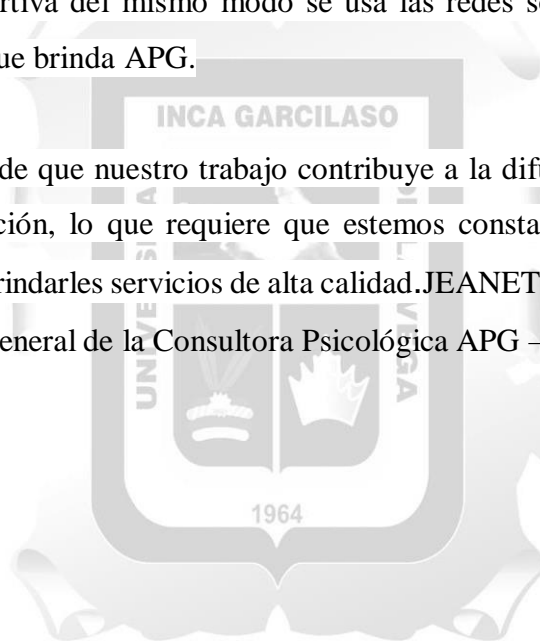 rtiva del mismo modo se usa las redes s
ue brinda APG.
INCA GARCILASO
de que nuestro trabajo contribuye a la dif
ción, lo que requiere que estemos consta
rindarles servicios de alta calidad.JEANET
eneral de la Consultora Psicológica APG –
UNIVE
VEGA
1964